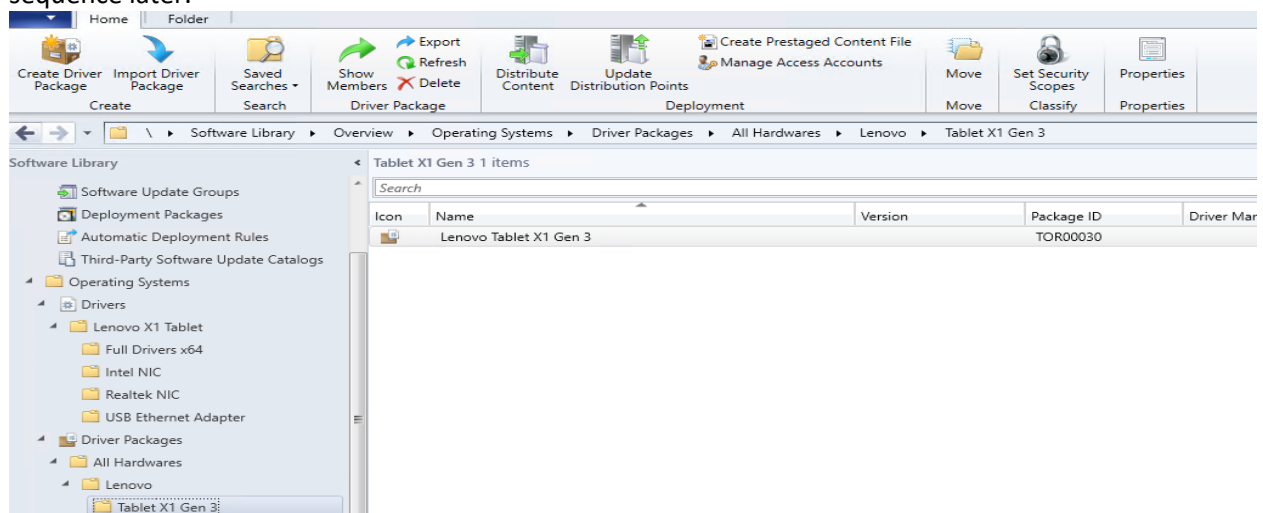 sequence later.
Home Folder
Create Driver Package
Import Driver Package
Create
Saved Searches
Search
Show Members
Export
Refresh
Delete
Driver Package
Distribute Content
Update Distribution Points
Create Prestaged Content File
Manage Access Accounts
Deployment
Move
Move
Set Security Scopes
Classify
Properties
Properties
\ Software Library Overview Operating Systems Driver Packages All Hardwares Lenovo Tablet X1 Gen 3
Software Library
Software Update Groups
Deployment Packages
Automatic Deployment Rules
Third-Party Software Update Catalogs
Operating Systems
Drivers
Lenovo X1 Tablet
Full Drivers x64
Intel NIC
Realtek NIC
USB Ethernet Adapter
Driver Packages
All Hardwares
Lenovo
Tablet X1 Gen 3
Tablet X1 Gen 3 1 items
Search
Icon Name Version Package ID Driver Mar
Lenovo Tablet X1 Gen 3 TOR00030